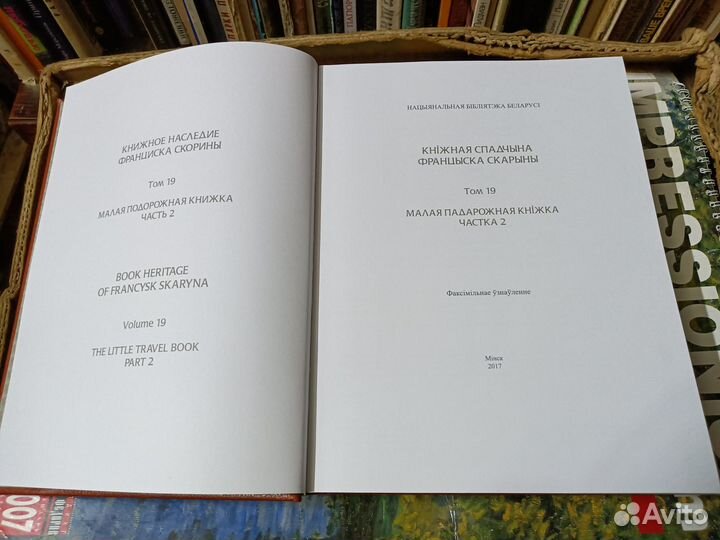 КНИЖНОЕ НАСЛЕДИЕ
ФРАНЦИСКА СКОРИНЫ
Том 19
МАЛАЯ ПОДОРОЖНАЯ КНИЖКА
ЧАСТЬ 2
BOOK HERITAGE
OF FRANCYSK SKARYNA
Volume 19
THE LITTLE TRAVEL BOOK
PART 2
НАЦЫЯНАЛЬНАЯ БІБЛІЯТЭКА БЕЛАРУСІ
КНІЖНАЯ СПАДЧЫНА
ФРАНЦЫСКА СКАРЫНЫ
Том 19
МАЛАЯ ПАДАРОЖНАЯ КНІЖКА
ЧАСТКА 2
Факсімільнае ўзнаўленне
Мінск
2017
IMPRESSIONIS
007
Avito